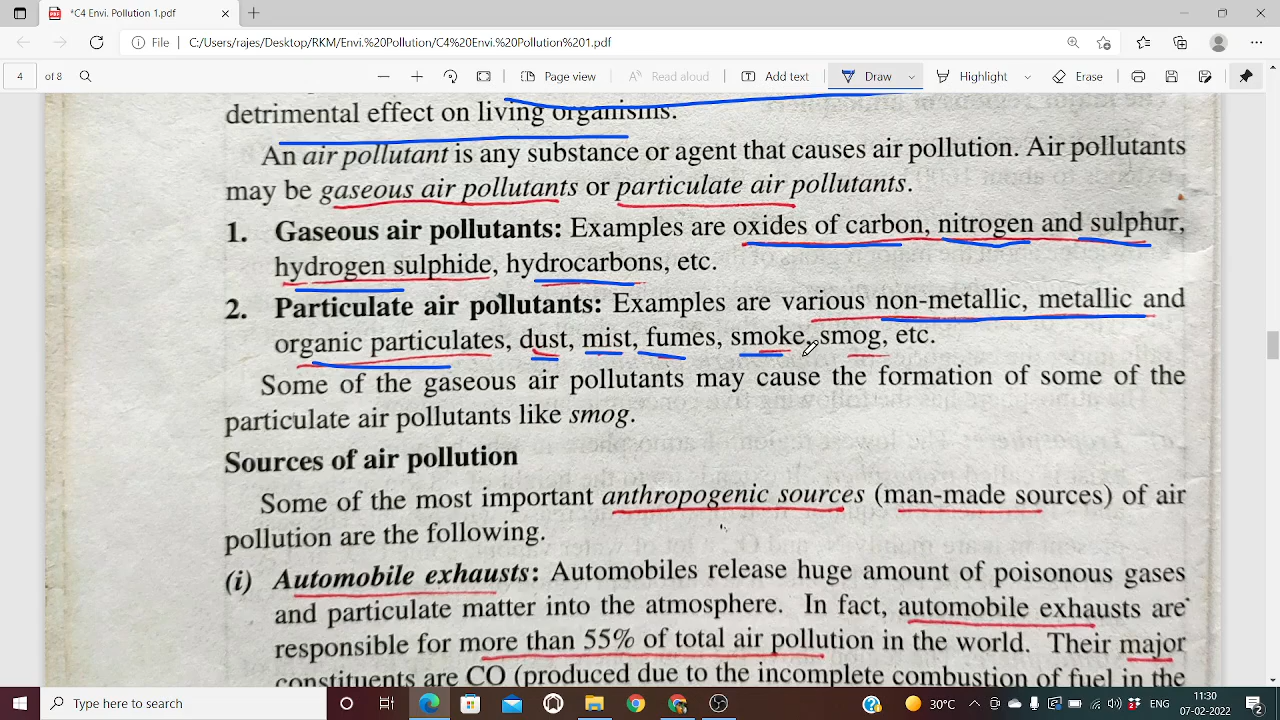 *C4 Envi. Pollution 1.pdf
File | C:/Users/rajes/Desktop/RKM/Envi.%20Pollution/C4%20Envi.%20Pollution%201.pdf
4 of 8 Page view Read aloud Add text Draw Highlight Erase
detrimental effect on living organisms.
An air pollutant is any substance or agent that causes air pollution. Air pollutants
may be gaseous air pollutants or particulate air pollutants.
1. Gaseous air pollutants: Examples are oxides of carbon, nitrogen and sulphur,
hydrogen sulphide, hydrocarbons, etc.
2. Particulate air pollutants: Examples are various non-metallic, metallic and
organic particulates, dust, mist, fumes, smoke, smog, etc.
Some of the gaseous air pollutants may cause the formation of some of the
particulate air pollutants like smog.
Sources of air pollution
Some of the most important anthropogenic sources (man-made sources) of air
pollution are the following.
(i) Automobile exhausts: Automobiles release huge amount of poisonous gases
and particulate matter into the atmosphere. In fact, automobile exhausts are
responsible for more than 55% of total air pollution in the world. Their major
constituents are CO (produced due to the incomplete combustion of fuel in the
Type here to search 30°C ENG 11:30
07-02-2022